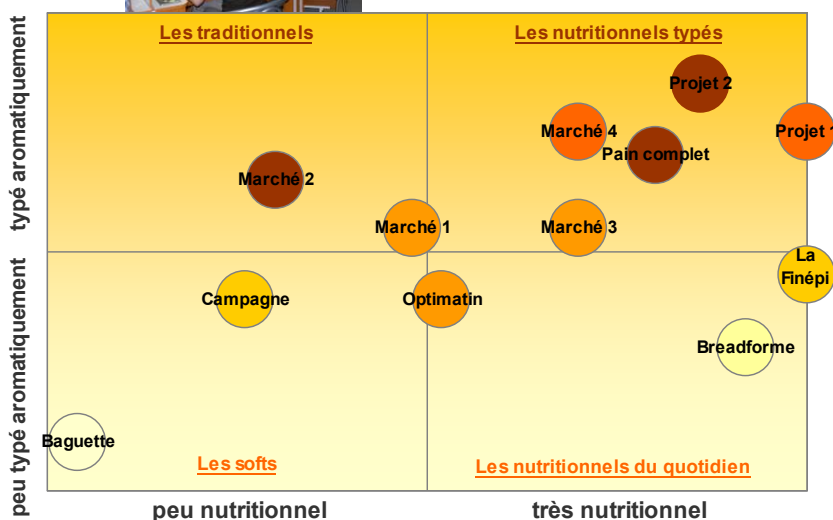 typé aromatiquement
peu typé aromatiquement
Les traditionnels
Les nutritionnels typés
Projet 2
Marché 4
Projet 1
Pain complet
Marché 2
Marché 1
Marché 3
La
Finépi
Campagne
Optimatin
Breadforme
Baguette
Les softs
Les nutritionnels du quotidien
peu nutritionnel
très nutritionnel